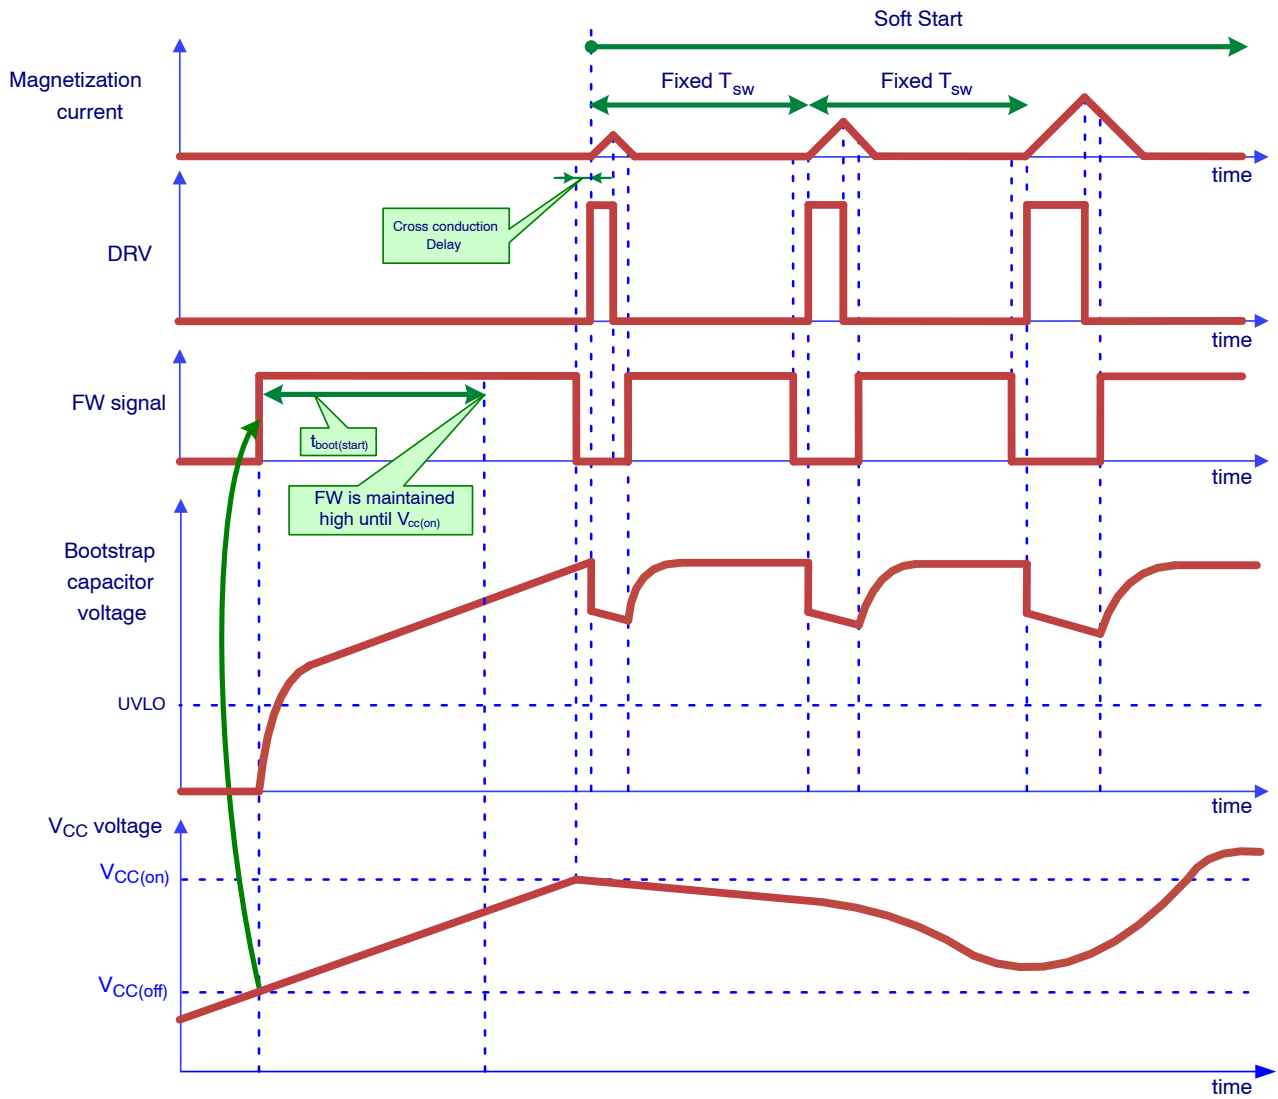 Soft Start
Magnetization
current
Fixed Tsw
Fixed Tsw
time
Cross conduction
Delay
DRV
time
FW signal
tboot(start)
time
FW is maintained
high until Vcc(on)
Bootstrap
capacitor
voltage
UVLO
time
VCC voltage
VCC(on)
VCC(off)
time